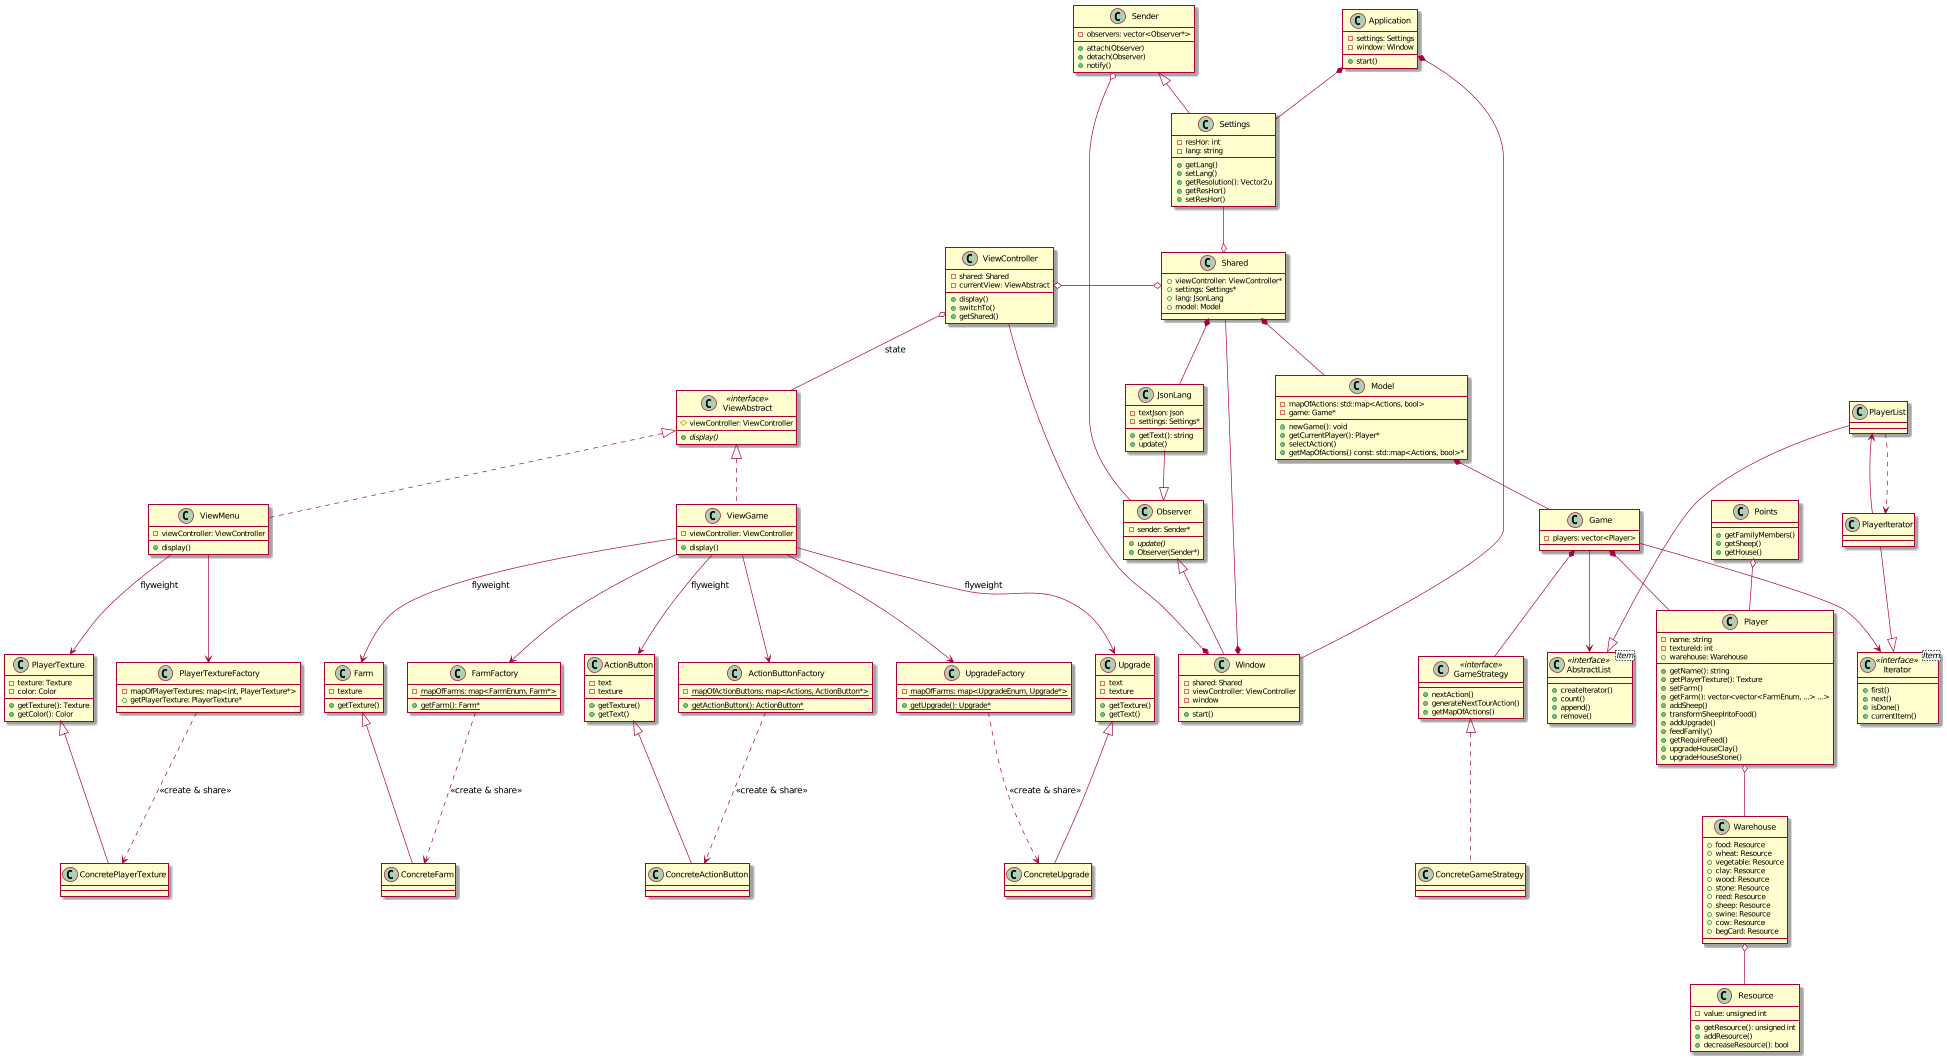 C Sender
observers: vector<Observer*>
attach(Observer)
detach(Observer)
notify()
C Application
settings: Settings
window: Window
start()
C Settings
resHor: int
lang: string
getLang()
setLang()
getResolution(): Vector2u
getResHor()
setResHor()
C ViewController
shared: Shared
currentView: ViewAbstract
display()
switchTo()
getShared()
C Shared
viewController: ViewController*
settings: Settings*
lang: JsonLang
model: Model
state
C «interface»
ViewAbstract
viewController: ViewController
display()
C JsonLang
textJson: Json
settings: Settings*
getText(): string
update()
C Model
mapOfActions: std::map<Actions, bool>
game: Game*
newGame(): void
getCurrentPlayer(): Player*
selectAction()
getMapOfActions() const: std::map<Actions, bool>*
C PlayerList
C ViewMenu
viewController: ViewController
display()
C ViewGame
viewController: ViewController
display()
C Observer
sender: Sender*
update()
Observer(Sender*)
C Game
players: vector<Player>
C Points
getFamilyMembers()
getSheep()
getHouse()
C PlayerIterator
flyweight
flyweight
flyweight
flyweight
C PlayerTexture
texture: Texture
color: Color
getTexture(): Texture
getColor(): Color
C PlayerTextureFactory
mapOfPlayerTextures: map<int, PlayerTexture*>
getPlayerTexture: PlayerTexture*
C Farm
texture
getTexture()
C FarmFactory
mapOfFarms: map<FarmEnum, Farm*>
getFarm(): Farm*
C ActionButton
text
texture
getTexture()
getText()
C ActionButtonFactory
mapOfActionButtons: map<Actions, ActionButton*>
getActionButton: ActionButton*
C UpgradeFactory
mapOfFarms: map<UpgradeEnum, Upgrade*>
getUpgrade(): Upgrade*
C Upgrade
text
texture
getTexture()
getText()
C Window
shared: Shared
viewController: ViewController
window
start()
C «interface»
GameStrategy
nextAction()
generateNextTourAction()
getMapOfActions()
C «interface»
AbstractList
Item
createIterator()
count()
append()
remove()
C Player
name: string
textureId: int
warehouse: Warehouse
getName(): string
getPlayerTexture(): Texture
setFarm()
getFarm(): vector<vector<FarmEnum, ...> ...>
addSheep()
transformSheepIntoFood()
addUpgrade()
feedFamily()
getRequireFeed()
upgradeHouseClay()
upgradeHouseStone()
C «interface»
Iterator
Item
first()
next()
isDone()
currentItem()
«create & share»
«create & share»
«create & share»
«create & share»
C ConcretePlayerTexture
C ConcreteFarm
C ConcreteActionButton
C ConcreteUpgrade
C ConcreteGameStrategy
C Warehouse
food: Resource
wheat: Resource
vegetable: Resource
clay: Resource
wood: Resource
stone: Resource
reed: Resource
sheep: Resource
swine: Resource
cow: Resource
begCard: Resource
C Resource
value: unsigned int
getResource(): unsigned int
addResource()
decreaseResource(): bool